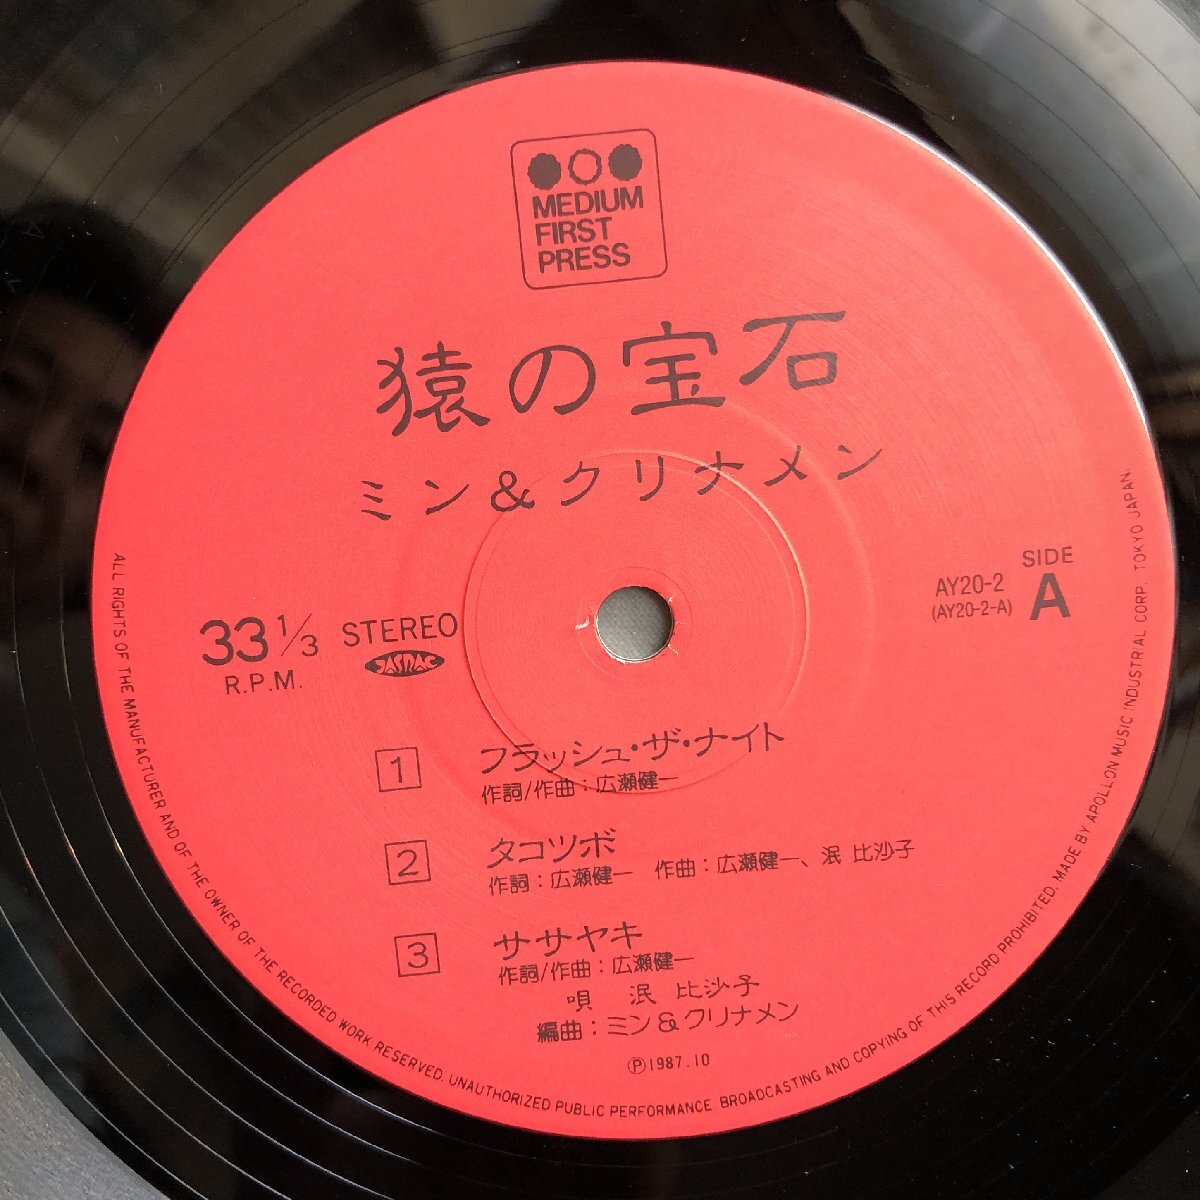 MEDIUM
FIRST
PRESS
猿の宝石
ミン&クリナメン
33 1/3 STEREO
R.P.M.
JASRAC
SIDE
AY20-2 A
(AY20-2-A)
1 フラッシュ・ザ・ナイト
作詞/作曲:広瀬健一
2 タコツボ
作詞:広瀬健一 作曲:広瀬健一、泯 比沙子
3 ササヤキ
作詞/作曲:広瀬健一
唄 泯 比沙子
編曲:ミン&クリナメン
Ⓟ1987.10
ALL RIGHTS OF THE MANUFACTURER AND OF THE OWNER OF THE RECORDED WORK RESERVED. UNAUTHORIZED PUBLIC PERFORMANCE. BROADCASTING AND COPYING OF THIS RECORD PROHIBITED. MADE BY APOLLON MUSIC INDUSTRIAL CORP. TOKYO JAPAN.